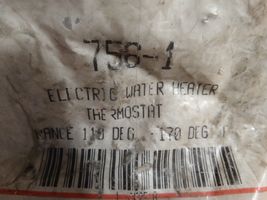 756-1
ELECTRIC WATER HEATER
THERMOSTAT
RANGE 110 DEG. -170 DEG. F